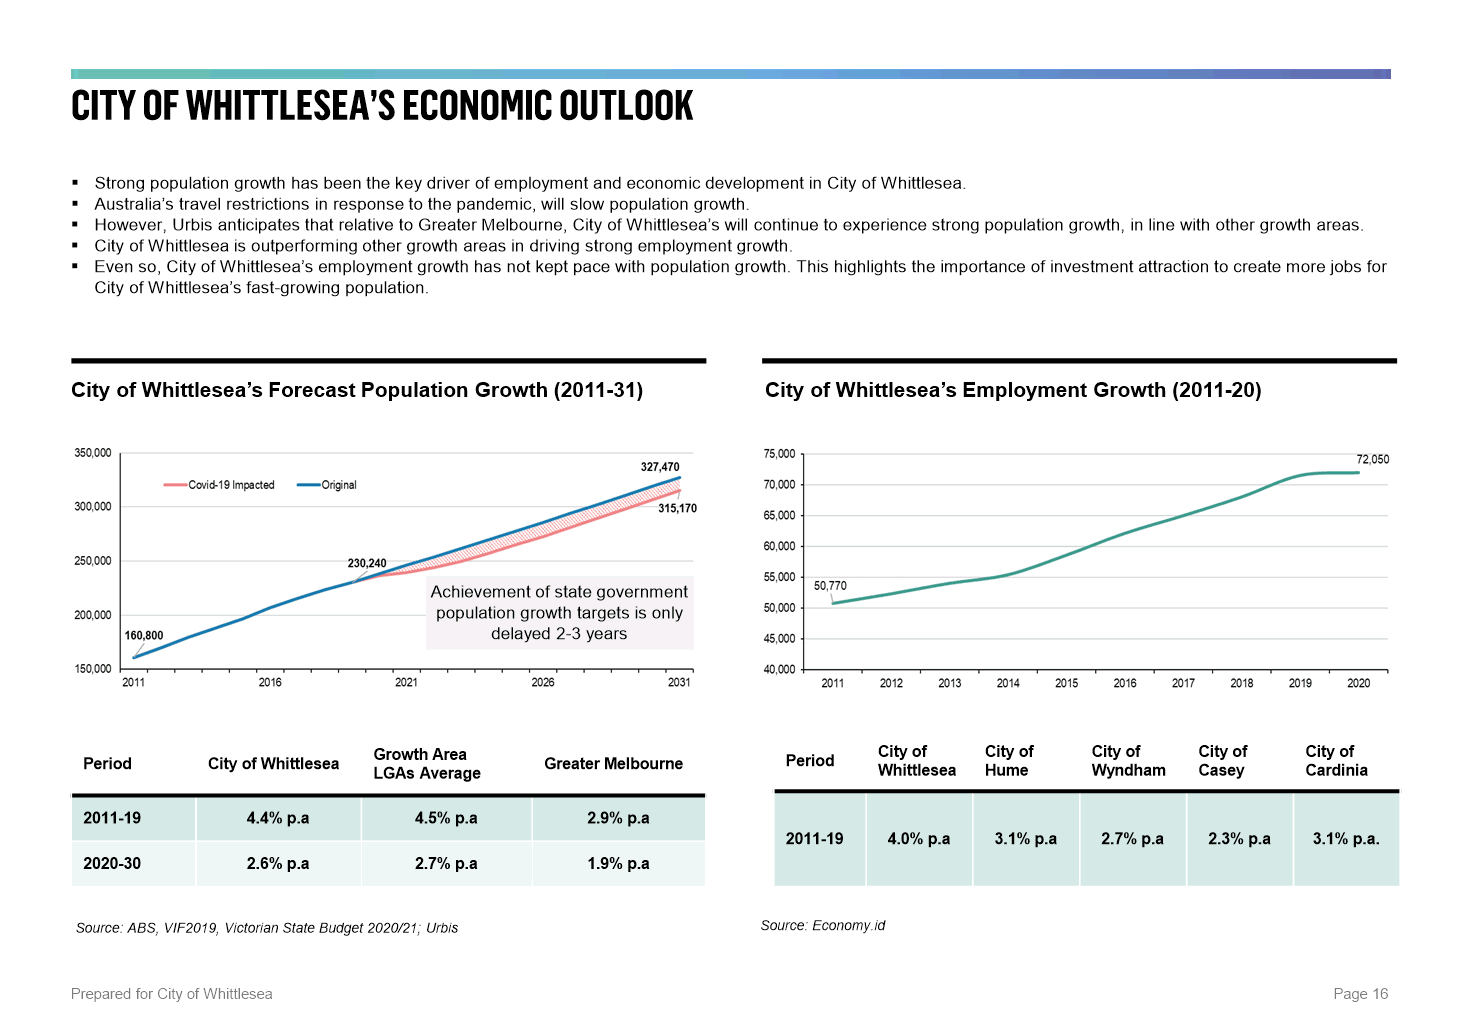 CITY OF WHITTLESEA'S ECONOMIC OUTLOOK
▪ Strong population growth has been the key driver of employment and economic development in City of Whittlesea.
▪ Australia's travel restrictions in response to the pandemic, will slow population growth.
▪ However, Urbis anticipates that relative to Greater Melbourne, City of Whittlesea's will continue to experience strong population growth, in line with other growth areas.
▪ City of Whittlesea is outperforming other growth areas in driving strong employment growth.
▪ Even so, City of Whittlesea's employment growth has not kept pace with population growth. This highlights the importance of investment attraction to create more jobs for
City of Whittlesea's fast-growing population.
City of Whittlesea's Forecast Population Growth (2011-31)
350,000
300,000
250,000
200,000
150,000
Covid-19 Impacted
Original
327,470
315,170
230,240
160,800
Achievement of state government
population growth targets is only
delayed 2-3 years
2011 2016 2021 2026 2031
Period City of Whittlesea Growth Area LGAs Average Greater Melbourne
2011-19 4.4% p.a 4.5% p.a 2.9% p.a
2020-30 2.6% p.a 2.7% p.a 1.9% p.a
Source: ABS, VIF2019, Victorian State Budget 2020/21; Urbis
City of Whittlesea's Employment Growth (2011-20)
75,000
70,000
65,000
60,000
55,000
50,000
45,000
40,000
72,050
50,770
2011 2012 2013 2014 2015 2016 2017 2018 2019 2020
Period City of Whittlesea City of Hume City of Wyndham City of Casey City of Cardinia
2011-19 4.0% p.a 3.1% p.a 2.7% p.a 2.3% p.a 3.1% p.a.
Source: Economy.id
Prepared for City of Whittlesea
Page 16